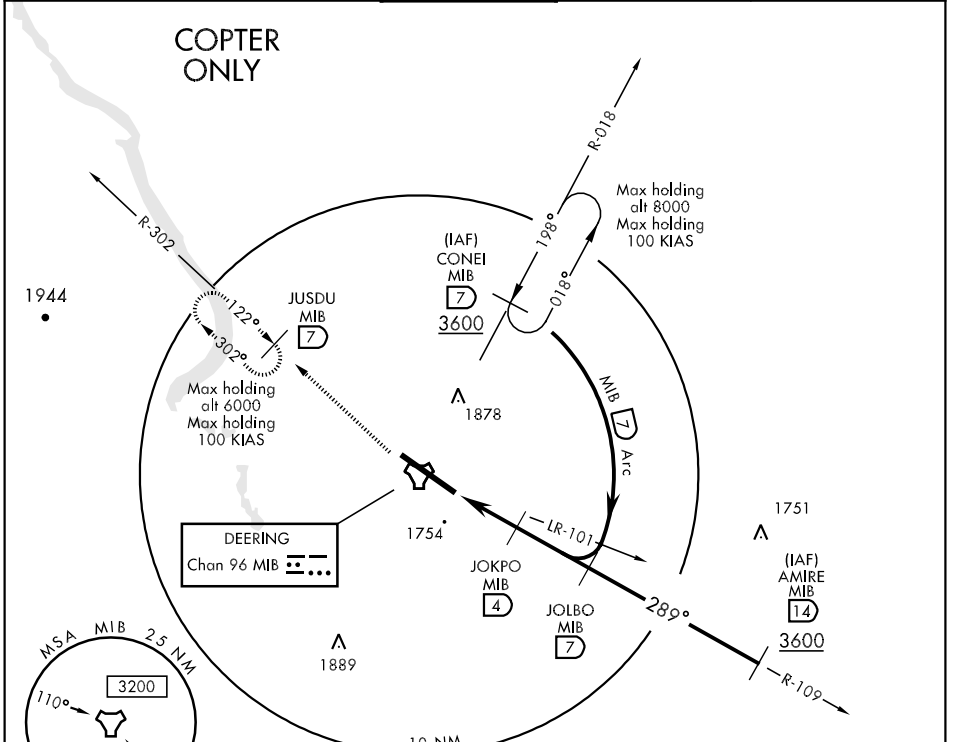 COPTER
ONLY
R-018
Max holding
alt 8000
Max holding
100 KIAS
198°
018°
(IAF)
CONEI
MIB
7
3600
R-302
1944
JUSDU
MIB
7
122°
302°
Max holding
alt 6000
Max holding
100 KIAS
1878
MIB 7 Arc
DEERING
Chan 96 MIB
1754
LR-101
JOKPO
MIB
4
JOLBO
MIB
7
289°
1751
(IAF)
AMIRE
MIB
14
3600
R-109
1889
MSA MIB 25 NM
3200
110°
10 NM